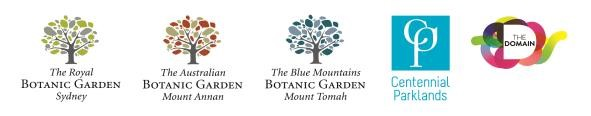 The Royal
BOTANIC GARDEN
Sydney
The Australian
BOTANIC GARDEN
Mount Annan
The Blue Mountains
BOTANIC GARDEN
Mount Tomah
CP
Centennial
Parklands
THE
DOMAIN